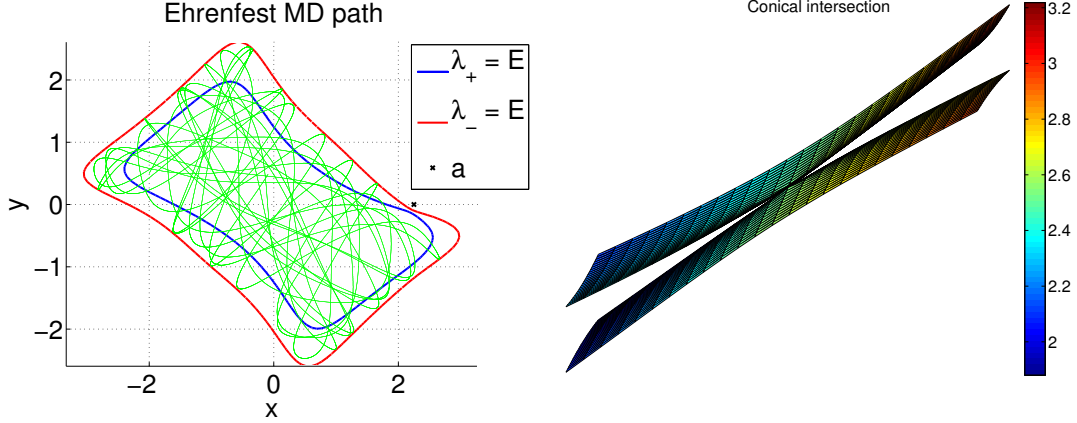 Ehrenfest MD path
λ₊ = E
λ₋ = E
a
2
1
0
−1
−2
y
−2
0
2
x
Conical intersection
3.2
3
2.8
2.6
2.4
2.2
2